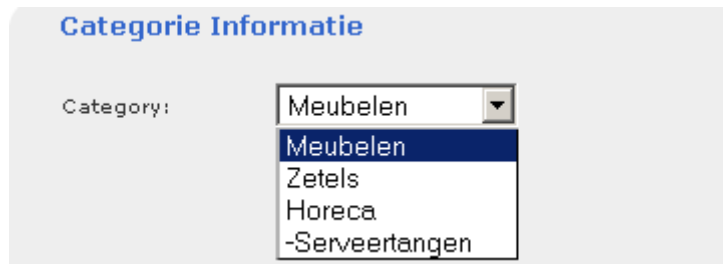 Categorie Informatie
Category: Meubelen
Meubelen
Zetels
Horeca
-Serveertangen